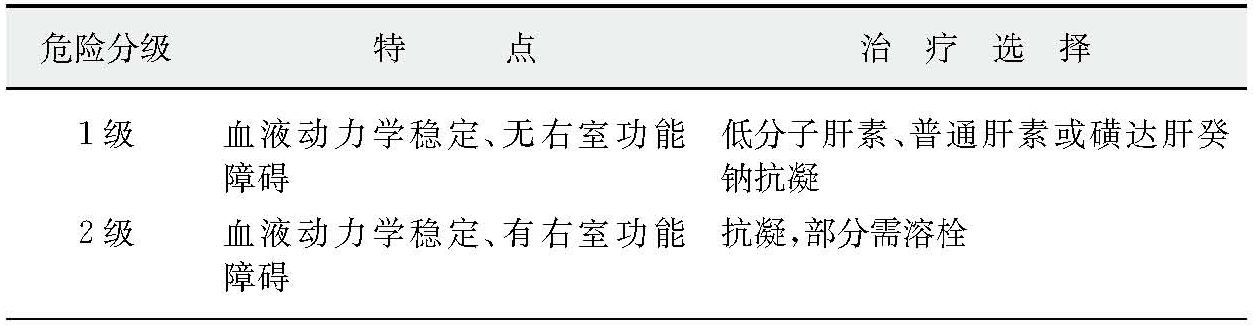 危险分级 特点 治疗选择
1级 血液动力学稳定、无右室功能 低分子肝素、普通肝素或磺达肝癸
障碍 钠抗凝
2级 血液动力学稳定、有右室功能 抗凝,部分需溶栓
障碍